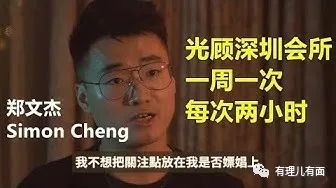 光顾深圳会所
一周一次
每次两小时
郑文杰
Simon Cheng
我不想把關注點放在我是否嫖娼上
有理儿有面